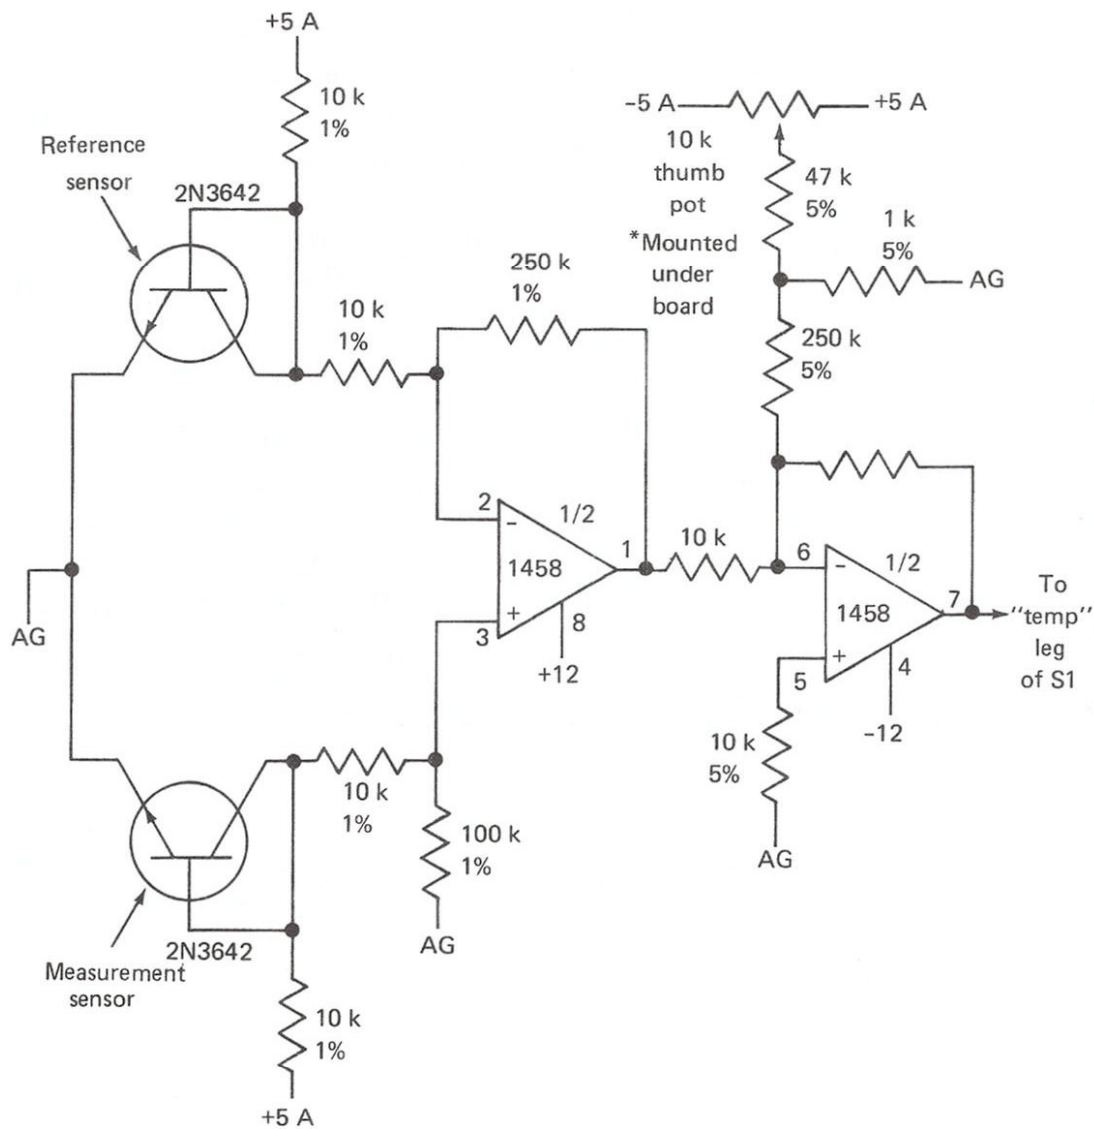 +5 A
10 k
1%
Reference
sensor
2N3642
10 k
1%
250 k
1%
-5 A
+5 A
10 k
thumb
pot
*Mounted
under
board
47 k
5%
1 k
5%
AG
250 k
5%
2
-
1/2
1458
1
+
3
8
+12
10 k
6
-
1/2
1458
7
+
5
4
-12
To
"temp"
leg
of S1
10 k
5%
AG
AG
10 k
1%
100 k
1%
AG
2N3642
Measurement
sensor
10 k
1%
+5 A